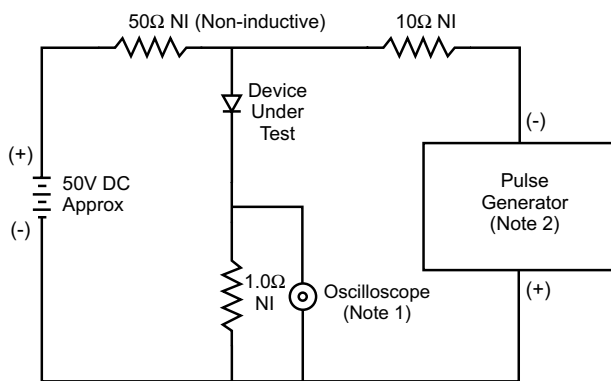 50Ω NI (Non-inductive)
10Ω NI
Device
Under
Test
(+)
50V DC
Approx
(-)
(-)
Pulse
Generator
(Note 2)
(+)
1.0Ω
NI
Oscilloscope
(Note 1)